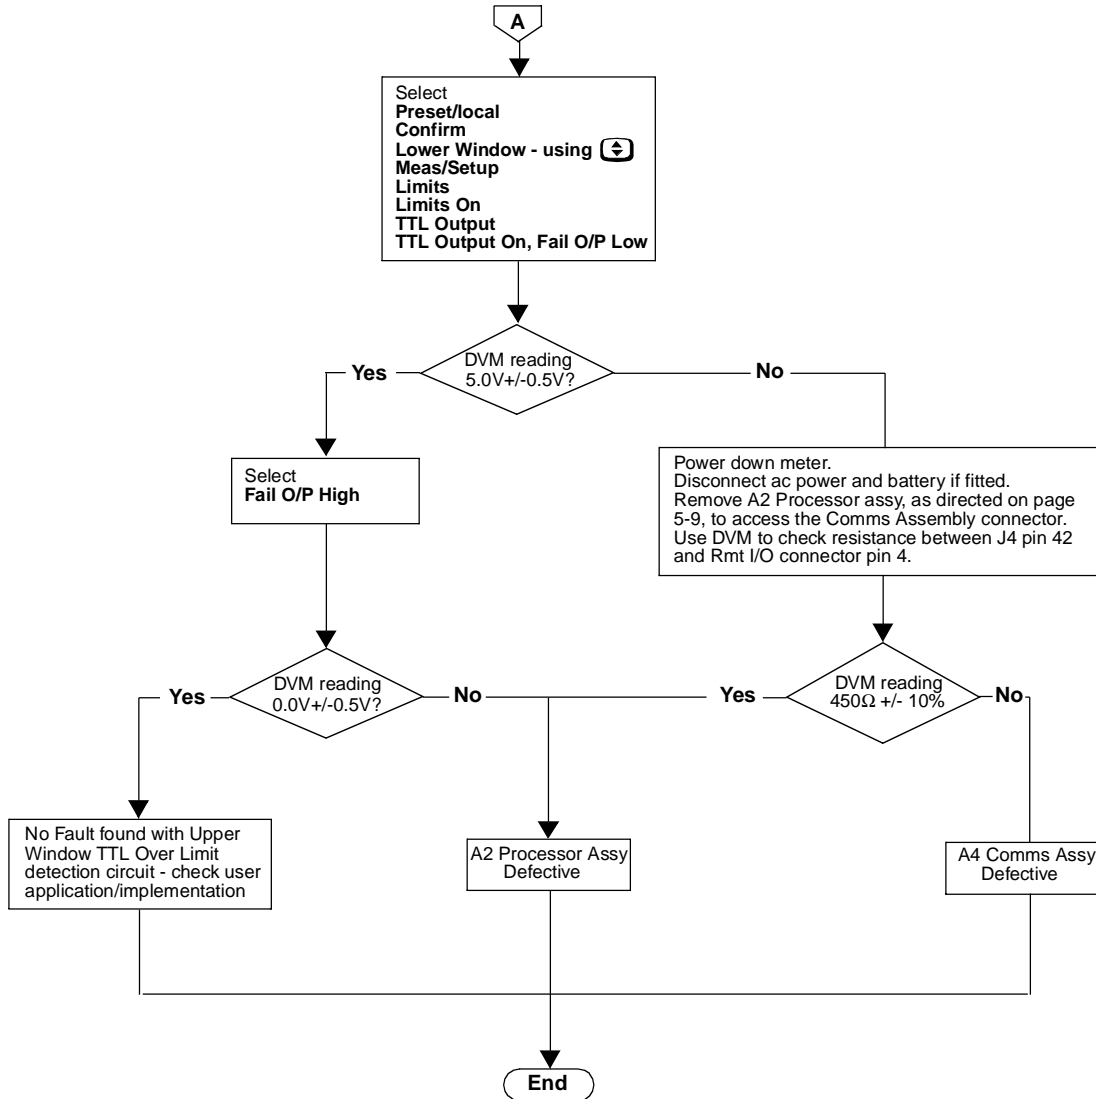 A
Select
Preset/local
Confirm
Lower Window - using
Meas/Setup
Limits
Limits On
TTL Output
TTL Output On, Fail O/P Low
DVM reading
5.0V+/-0.5V?
Yes
No
Select
Fail O/P High
Power down meter.
Disconnect ac power and battery if fitted.
Remove A2 Processor assy, as directed on page
5-9, to access the Comms Assembly connector.
Use DVM to check resistance between J4 pin 42
and Rmt I/O connector pin 4.
DVM reading
0.0V+/-0.5V?
Yes
No
DVM reading
450Ω +/- 10%
Yes
No
No Fault found with Upper
Window TTL Over Limit
detection circuit - check user
application/implementation
A2 Processor Assy
Defective
A4 Comms Assy
Defective
End